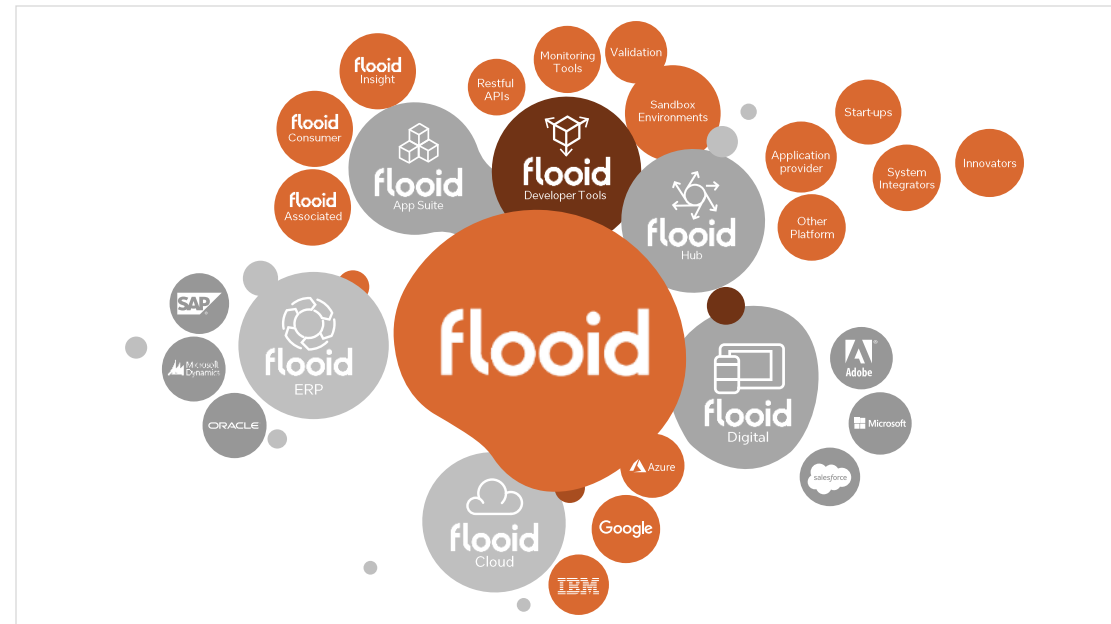 flooid
Insight
flooid
Consumer
flooid
Associated
flooid
App Suite
Restful
APIs
Monitoring
Tools
Validation
Sandbox
Environments
flooid
Developer Tools
flooid
Hub
Start-ups
Application
provider
System
Integrators
Innovators
Other
Platform
SAP
Microsoft
Dynamics
ORACLE
flooid
ERP
flooid
flooid
Digital
Adobe
Microsoft
salesforce
flooid
Cloud
Azure
Google
IBM